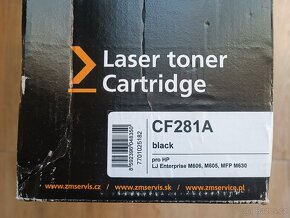 Laser toner
Cartridge
CF281A
black
pro HP
LJ Enterprise M606, M605, MFP M630
7701025182
www.zmservis.cz
www.zmservis.sk
www.zmservice.pl